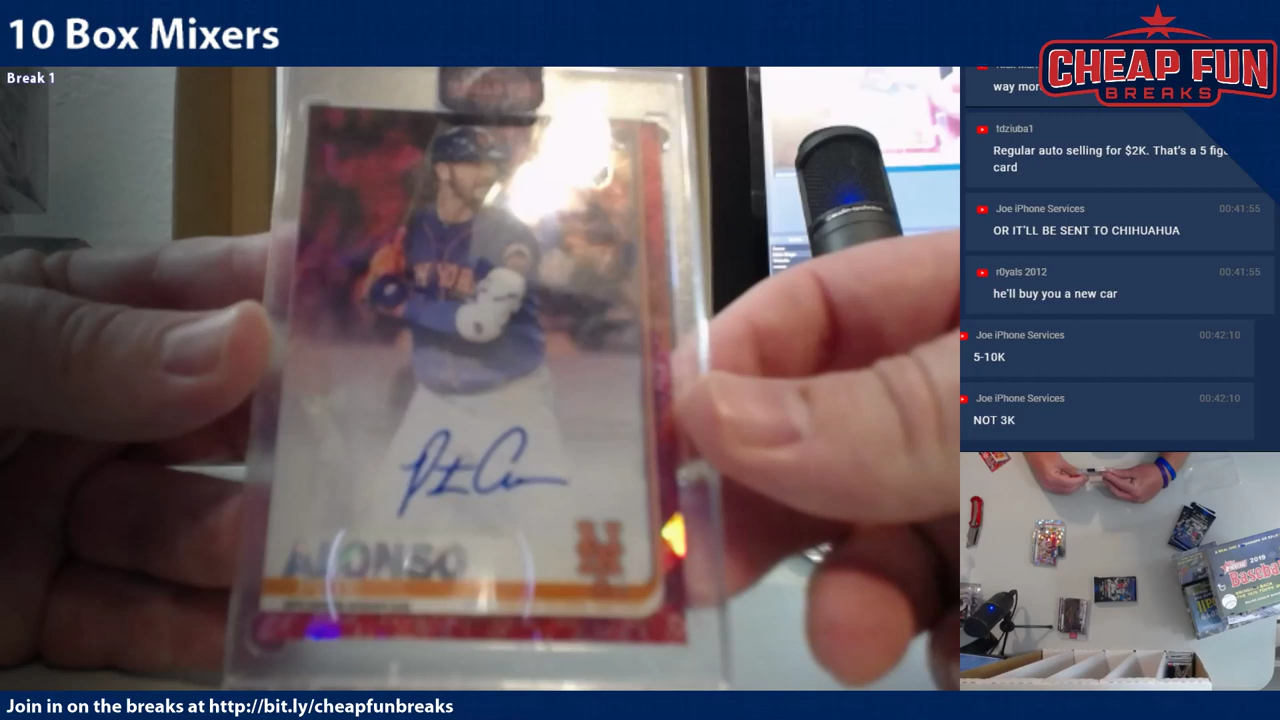 10 Box Mixers
CHEAP FUN
BREAKS
Break 1
way
tdziuba1
Regular auto selling for $2K. That's a 5
card
Joe iPhone Services 00:41:55
OR IT'LL BE SENT TO CHIHUAHUA
r0yals 2012 00:41:55
he'll buy you a new car
Joe iPhone Services 00:42:10
5-10K
Joe iPhone Services 00:42:10
NOT 3K
ALONSO
2019
Baseball
Join in on the breaks at http://bit.ly/cheapfunbreaks